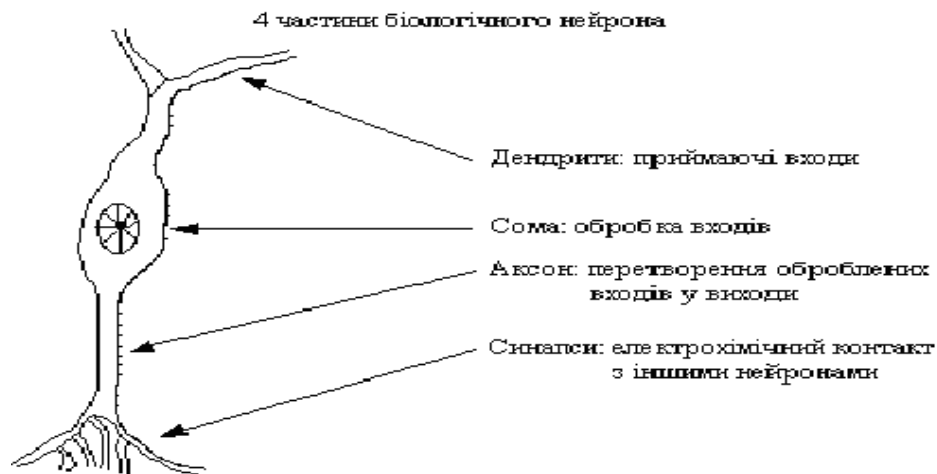 4 частини біологічного нейрона
Дендрити: приймаючі входи
Сома: обробка входів
Аксон: перетворення оброблених
входів у виходи
Синапси: електрохімічний контакт
з іншими нейронами